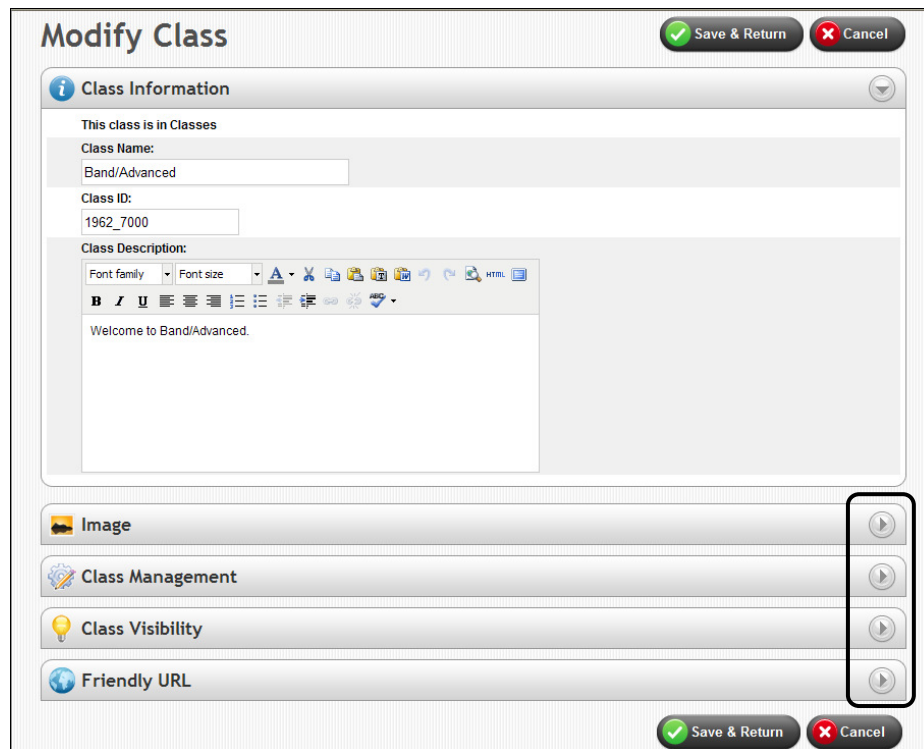 Modify Class
Save & Return Cancel
Class Information
This class is in Classes
Class Name:
Band/Advanced
Class ID:
1962_7000
Class Description:
Font family Font size A HTML
B I U ABC
Welcome to Band/Advanced.
Image
Class Management
Class Visibility
Friendly URL
Save & Return Cancel